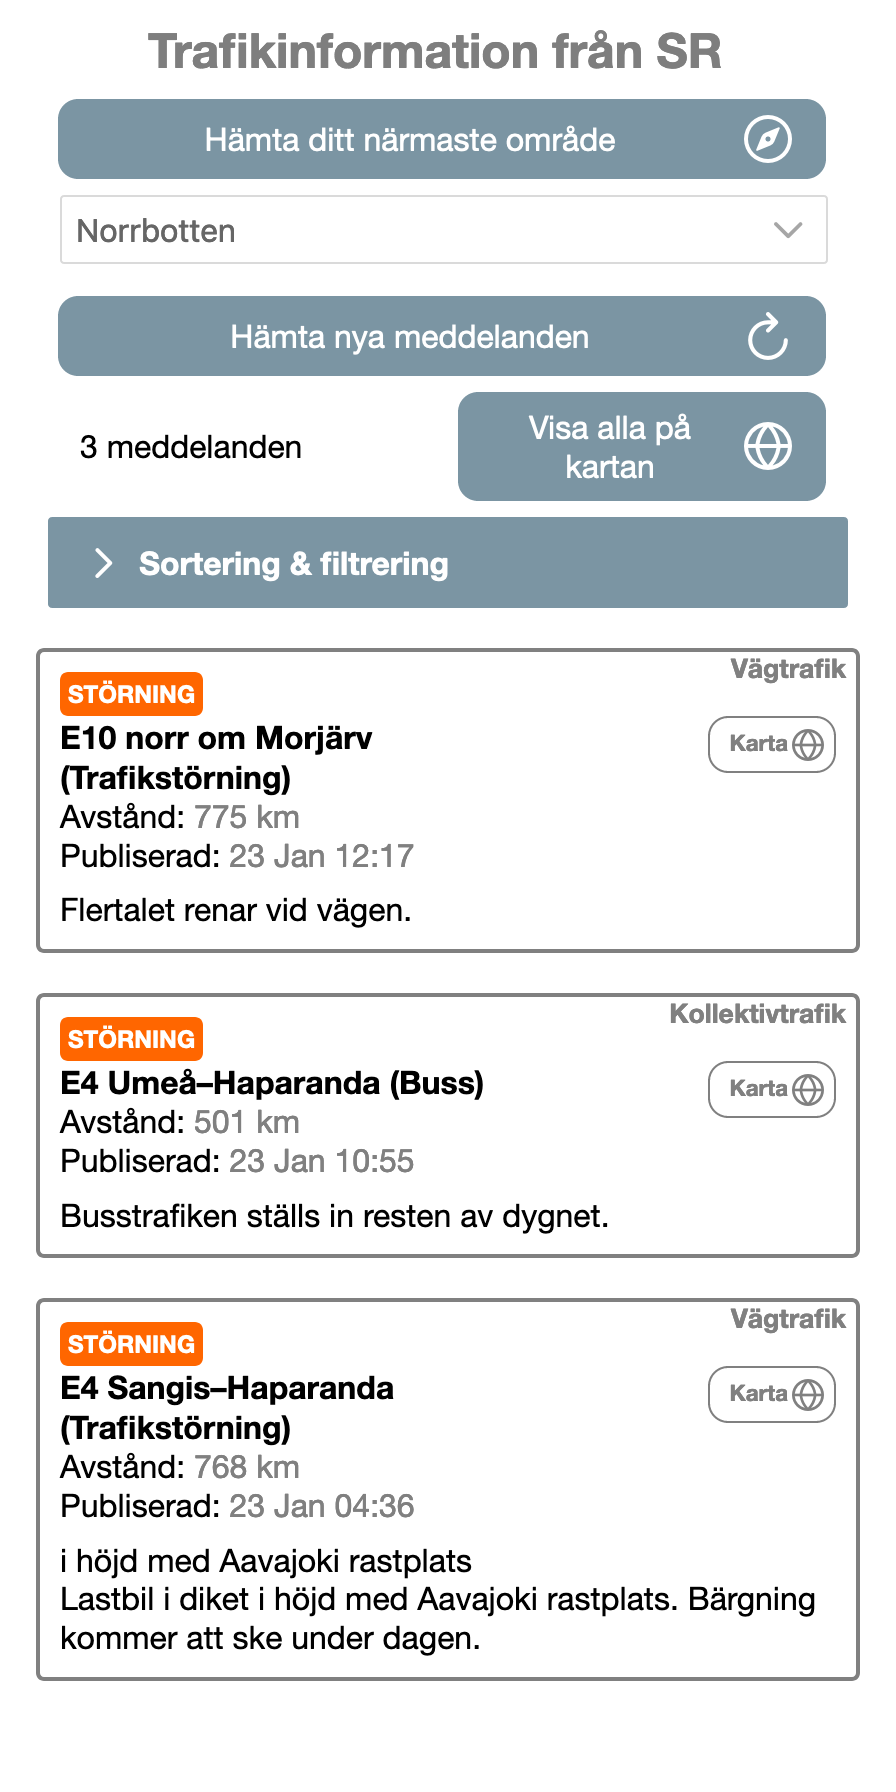 Trafikinformation från SR
Hämta ditt närmaste område
Norrbotten
Hämta nya meddelanden
3 meddelanden
Visa alla på
kartan
Sortering & filtrering
Vägtrafik
STÖRNING
E10 norr om Morjärv
(Trafikstörning)
Karta
Avstånd: 775 km
Publiserad: 23 Jan 12:17
Flertalet renar vid vägen.
Kollektivtrafik
STÖRNING
E4 Umeå–Haparanda (Buss)
Karta
Avstånd: 501 km
Publiserad: 23 Jan 10:55
Busstrafiken ställs in resten av dygnet.
Vägtrafik
STÖRNING
E4 Sangis–Haparanda
(Trafikstörning)
Karta
Avstånd: 768 km
Publiserad: 23 Jan 04:36
i höjd med Aavajoki rastplats
Lastbil i diket i höjd med Aavajoki rastplats. Bärgning
kommer att ske under dagen.